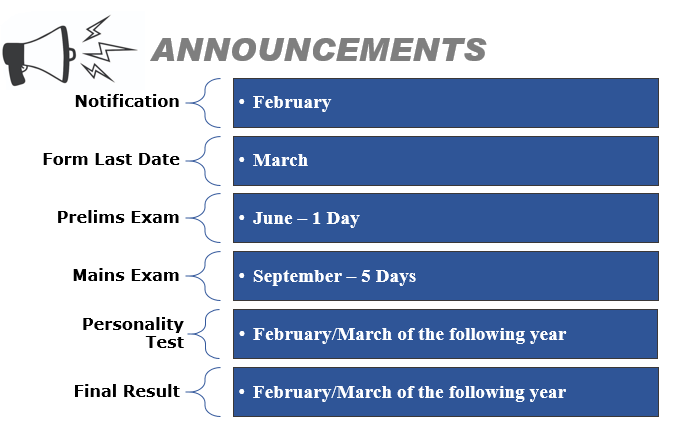 ANNOUNCEMENTS
Notification
• February
Form Last Date
• March
Prelims Exam
• June – 1 Day
Mains Exam
• September – 5 Days
Personality
Test
• February/March of the following year
Final Result
• February/March of the following year